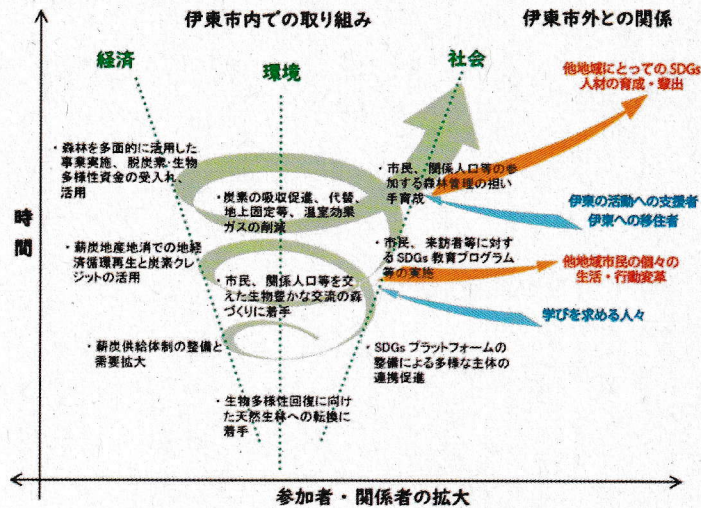 伊東市内での取り組み
伊東市外との関係
経済
環境
社会
他地域にとってのSDGs
人材の育成・輩出
・森林を多面的に活用した
事業実施、脱炭素・生物
多様性資金の受入れ、
活用
・炭素の吸収促進、代替、
地上固定等、温室効果
ガスの削減
・市民、関係人口等の参
加する森林管理の担い
手育成
伊東の活動への支援者
伊東への移住者
時間
・薪炭地産地消での地経
済循環再生と炭素クレ
ジットの活用
・市民、関係人口等を交
えた生物豊かな交流の森
づくりに着手
・市民、来訪者等に対す
るSDGs教育プログラム
等の実施
他地域市民の個々の
生活・行動変革
学びを求める人々
・薪炭供給体制の整備と
需要拡大
・SDGsプラットフォームの
整備による多様な主体の
連携促進
・生物多様性回復に向け
た天然生林への転換に
着手
参加者・関係者の拡大